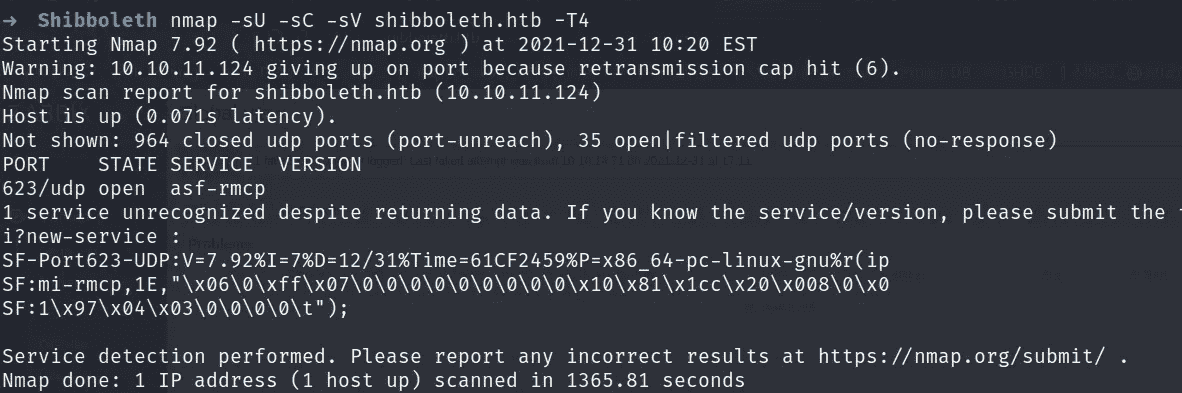 → Shibboleth nmap -sU -sC -sV shibboleth.htb -T4
Starting Nmap 7.92 ( https://nmap.org ) at 2021-12-31 10:20 EST
Warning: 10.10.11.124 giving up on port because retransmission cap hit (6).
Nmap scan report for shibboleth.htb (10.10.11.124)
Host is up (0.071s latency).
Not shown: 964 closed udp ports (port-unreach), 35 open|filtered udp ports (no-response)
PORT    STATE SERVICE  VERSION
623/udp open  asf-rmcp
1 service unrecognized despite returning data. If you know the service/version, please submit the
i?new-service :
SF-Port623-UDP:V=7.92%I=7%D=12/31%Time=61CF2459%P=x86_64-pc-linux-gnu%r(ip
SF:mi-rmcp,1E,"\x06\0\xff\x07\0\0\0\0\0\0\0\0\0\x10\x81\x1cc\x20\x008\0\x0
SF:1\x97\x04\x03\0\0\0\0\t");
Service detection performed. Please report any incorrect results at https://nmap.org/submit/ .
Nmap done: 1 IP address (1 host up) scanned in 1365.81 seconds